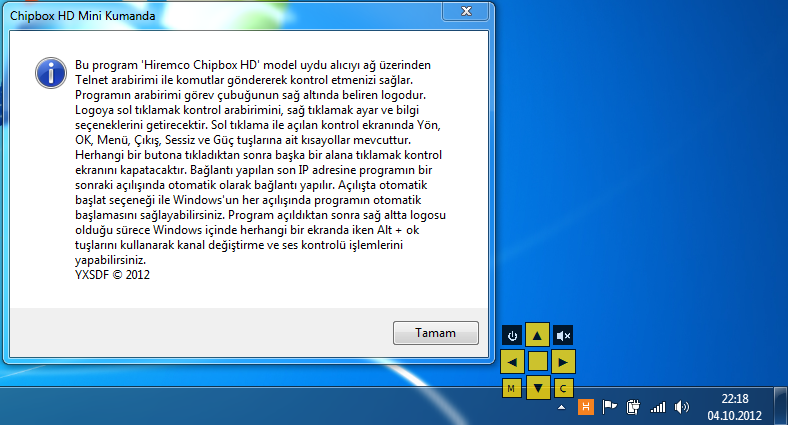 Chipbox HD Mini Kumanda
Bu program 'Hiremco Chipbox HD' model uydu alıcıyı ağ üzerinden
Telnet arabirimi ile komutlar göndererek kontrol etmenizi sağlar.
Programın arabirimi görev çubuğunun sağ altında beliren logodur.
Logoya sol tıklamak kontrol arabirimini, sağ tıklamak ayar ve bilgi
seçeneklerini getirecektir. Sol tıklama ile açılan kontrol ekranında Yön,
OK, Menü, Çıkış, Sessiz ve Güç tuşlarına ait kısayollar mevcuttur.
Herhangi bir butona tıkladıktan sonra başka bir alana tıklamak kontrol
ekranını kapatacaktır. Bağlantı yapılan son IP adresine programın bir
sonraki açılışında otomatik olarak bağlantı yapılır. Açılışta otomatik
başlat seçeneği ile Windows'un her açılışında programın otomatik
başlamasını sağlayabilirsiniz. Program açıldıktan sonra sağ altta logosu
olduğu sürece Windows içinde herhangi bir ekranda iken Alt + ok
tuşlarını kullanarak kanal değiştirme ve ses kontrolü işlemlerini
yapabilirsiniz.
YXSDF © 2012
Tamam
M
C
22:18
04.10.2012